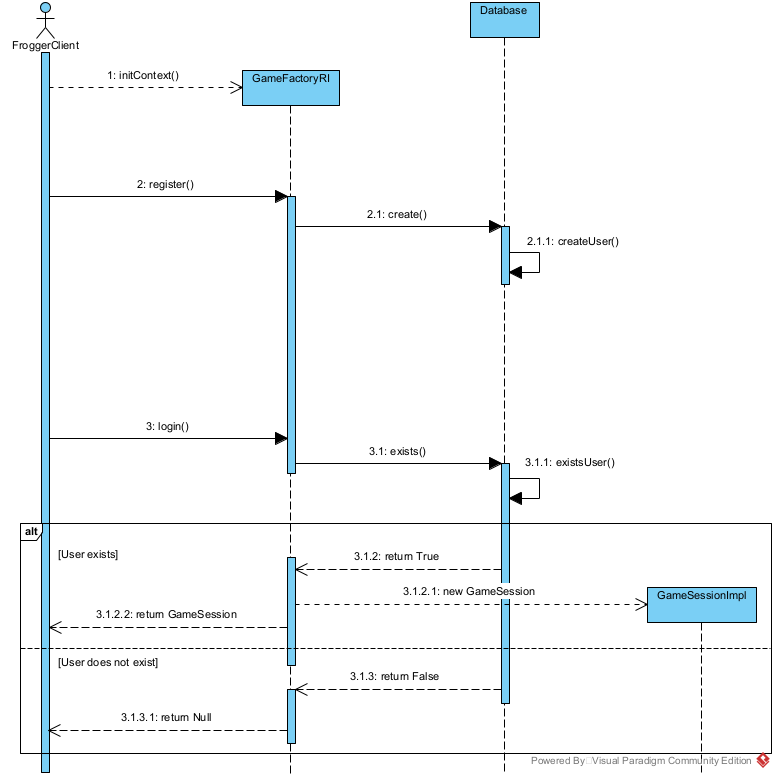 FroggerClient
Database
1: initContext()
GameFactoryRI
2: register()
2.1: create()
2.1.1: createUser()
3: login()
3.1: exists()
3.1.1: existsUser()
alt
[User exists]
3.1.2: return True
3.1.2.1: new GameSession
GameSessionImpl
3.1.2.2: return GameSession
[User does not exist]
3.1.3: return False
3.1.3.1: return Null
Powered By Visual Paradigm Community Edition